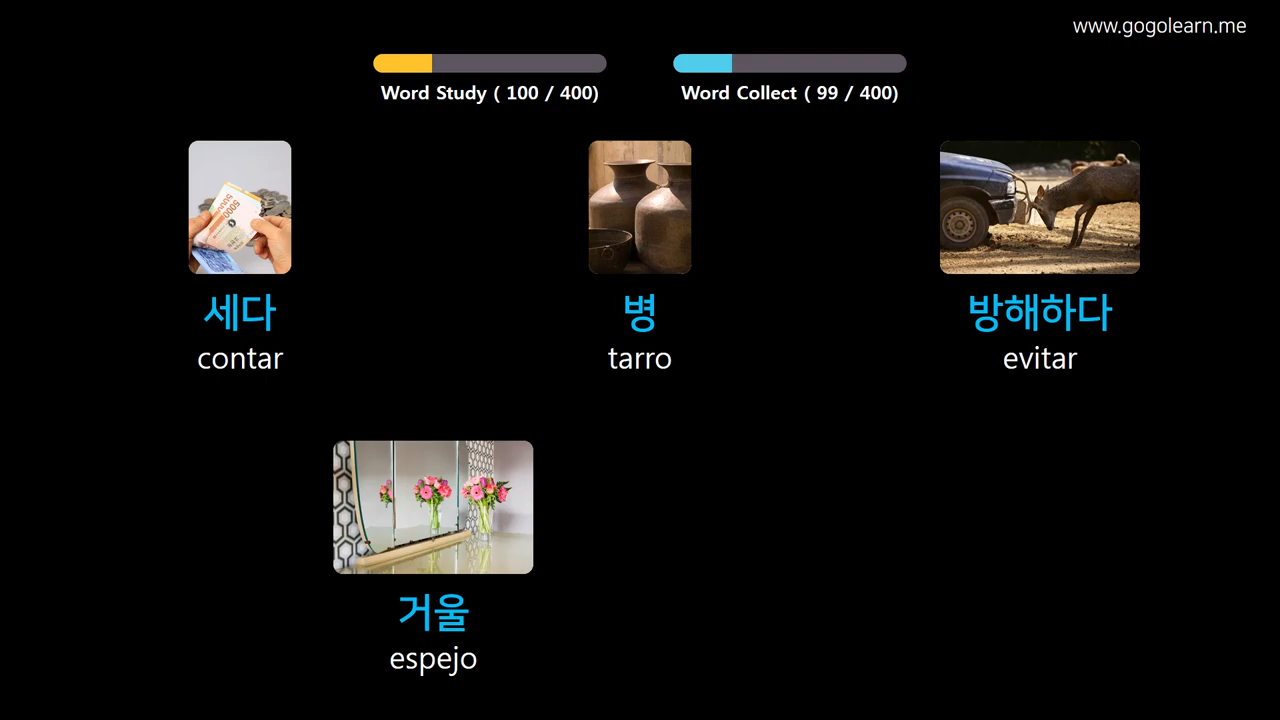 www.gogolearn.me
Word Study ( 100 / 400)
Word Collect ( 99 / 400)
5000
세다
contar
병
tarro
방해하다
evitar
거울
espejo